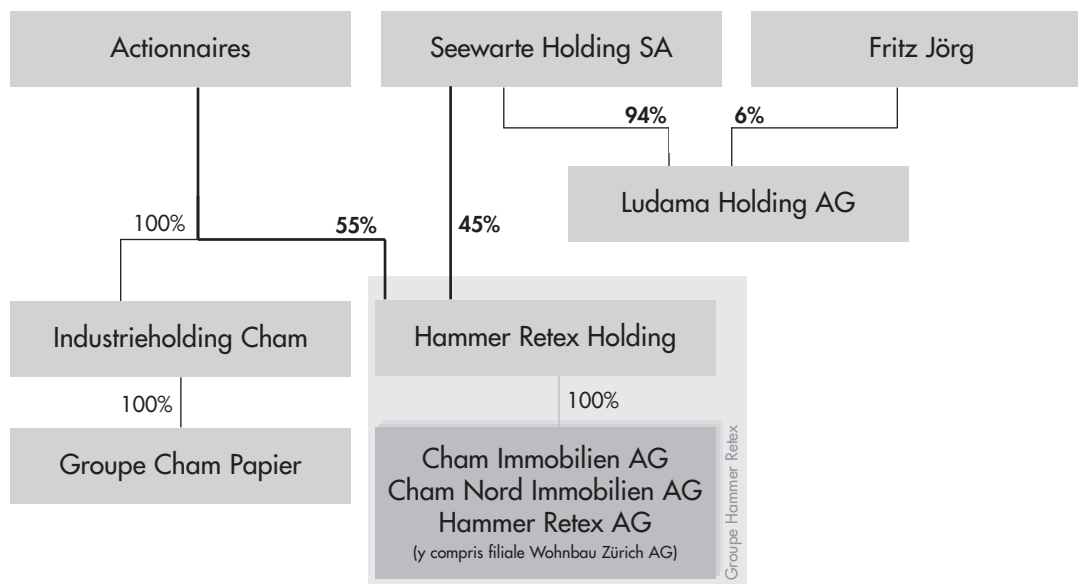 Actionnaires
Seewarte Holding SA
Fritz Jörg
94%
6%
Ludama Holding AG
100%
55%
45%
Industrieholding Cham
Hammer Retex Holding
100%
100%
Groupe Cham Papier
Cham Immobilien AG
Cham Nord Immobilien AG
Hammer Retex AG
(y compris filiale Wohnbau Zürich AG)
Groupe Hammer Retex